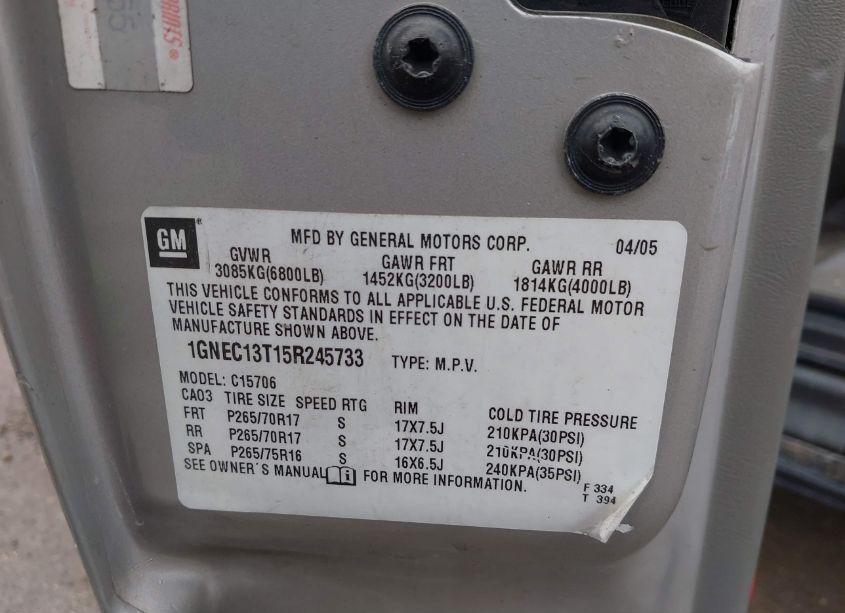 55
PRINTS®
GM®
MFD BY GENERAL MOTORS CORP. 04/05
GVWR GAWR FRT GAWR RR
3085KG(6800LB) 1452KG(3200LB) 1814KG(4000LB)
THIS VEHICLE CONFORMS TO ALL APPLICABLE U.S. FEDERAL MOTOR
VEHICLE SAFETY STANDARDS IN EFFECT ON THE DATE OF
MANUFACTURE SHOWN ABOVE.
1GNEC13T15R245733 TYPE: M.P.V.
MODEL: C15706
CA03 TIRE SIZE SPEED RTG RIM COLD TIRE PRESSURE
FRT P265/70R17 S 17X7.5J 210KPA(30PSI)
RR P265/70R17 S 17X7.5J 210KPA(30PSI)
SPA P265/75R16 S 16X6.5J 240KPA(35PSI)
SEE OWNER'S MANUAL FOR MORE INFORMATION.
F 334
T 394